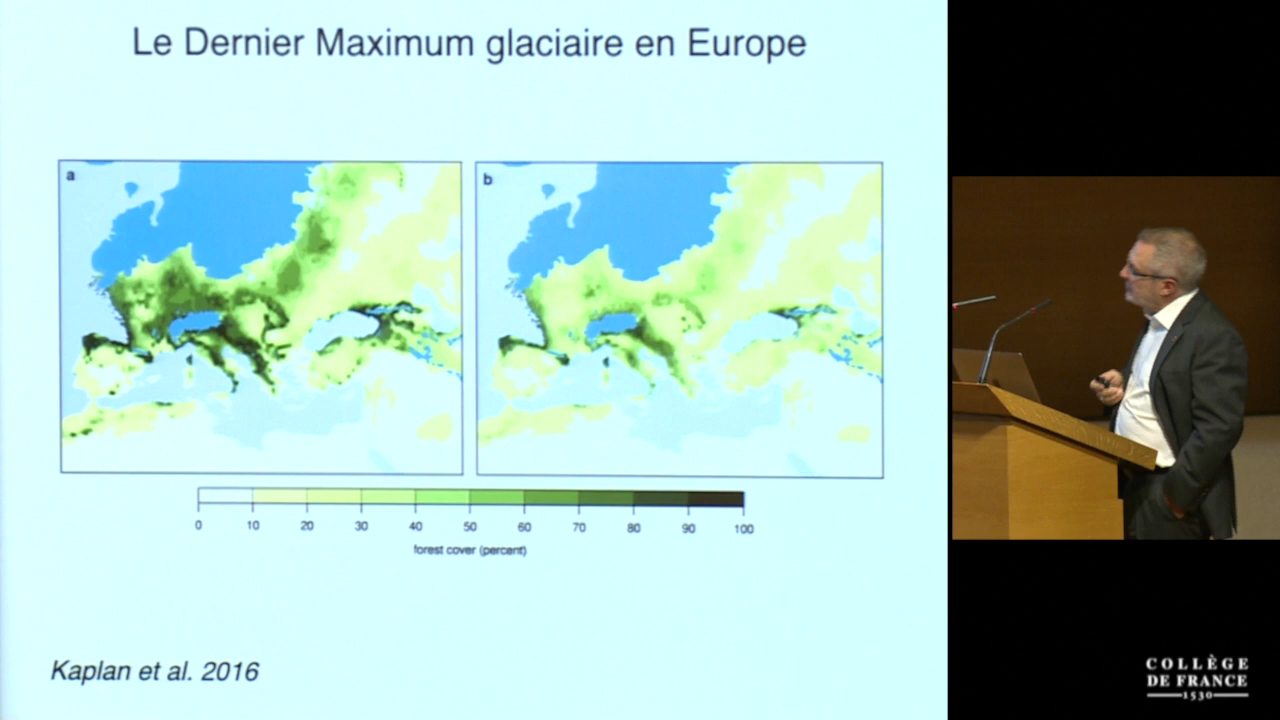 Le Dernier Maximum glaciaire en Europe
a
b
0 10 20 30 40 50 60 70 80 90 100
forest cover (percent)
Kaplan et al. 2016
COLLÈGE
DE FRANCE
1530